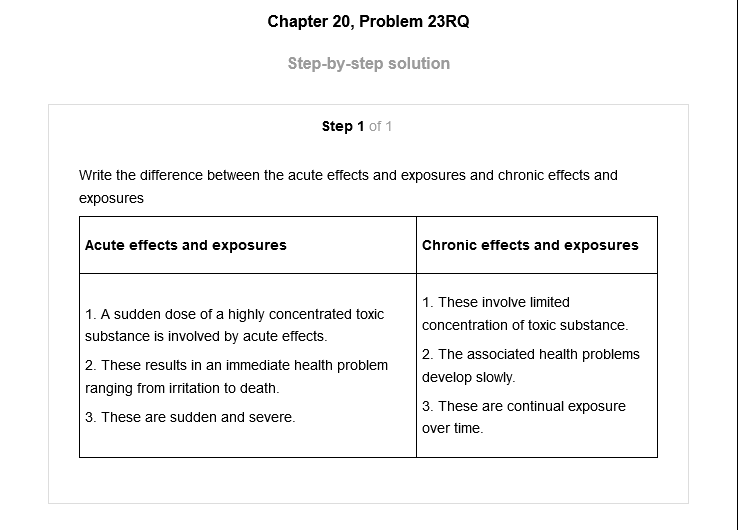 Chapter 20, Problem 23RQ
Step-by-step solution
Step 1 of 1
Write the difference between the acute effects and exposures and chronic effects and
exposures
Acute effects and exposures
Chronic effects and exposures
1. A sudden dose of a highly concentrated toxic
substance is involved by acute effects.
2. These results in an immediate health problem
ranging from irritation to death.
3. These are sudden and severe.
1. These involve limited
concentration of toxic substance.
2. The associated health problems
develop slowly.
3. These are continual exposure
over time.